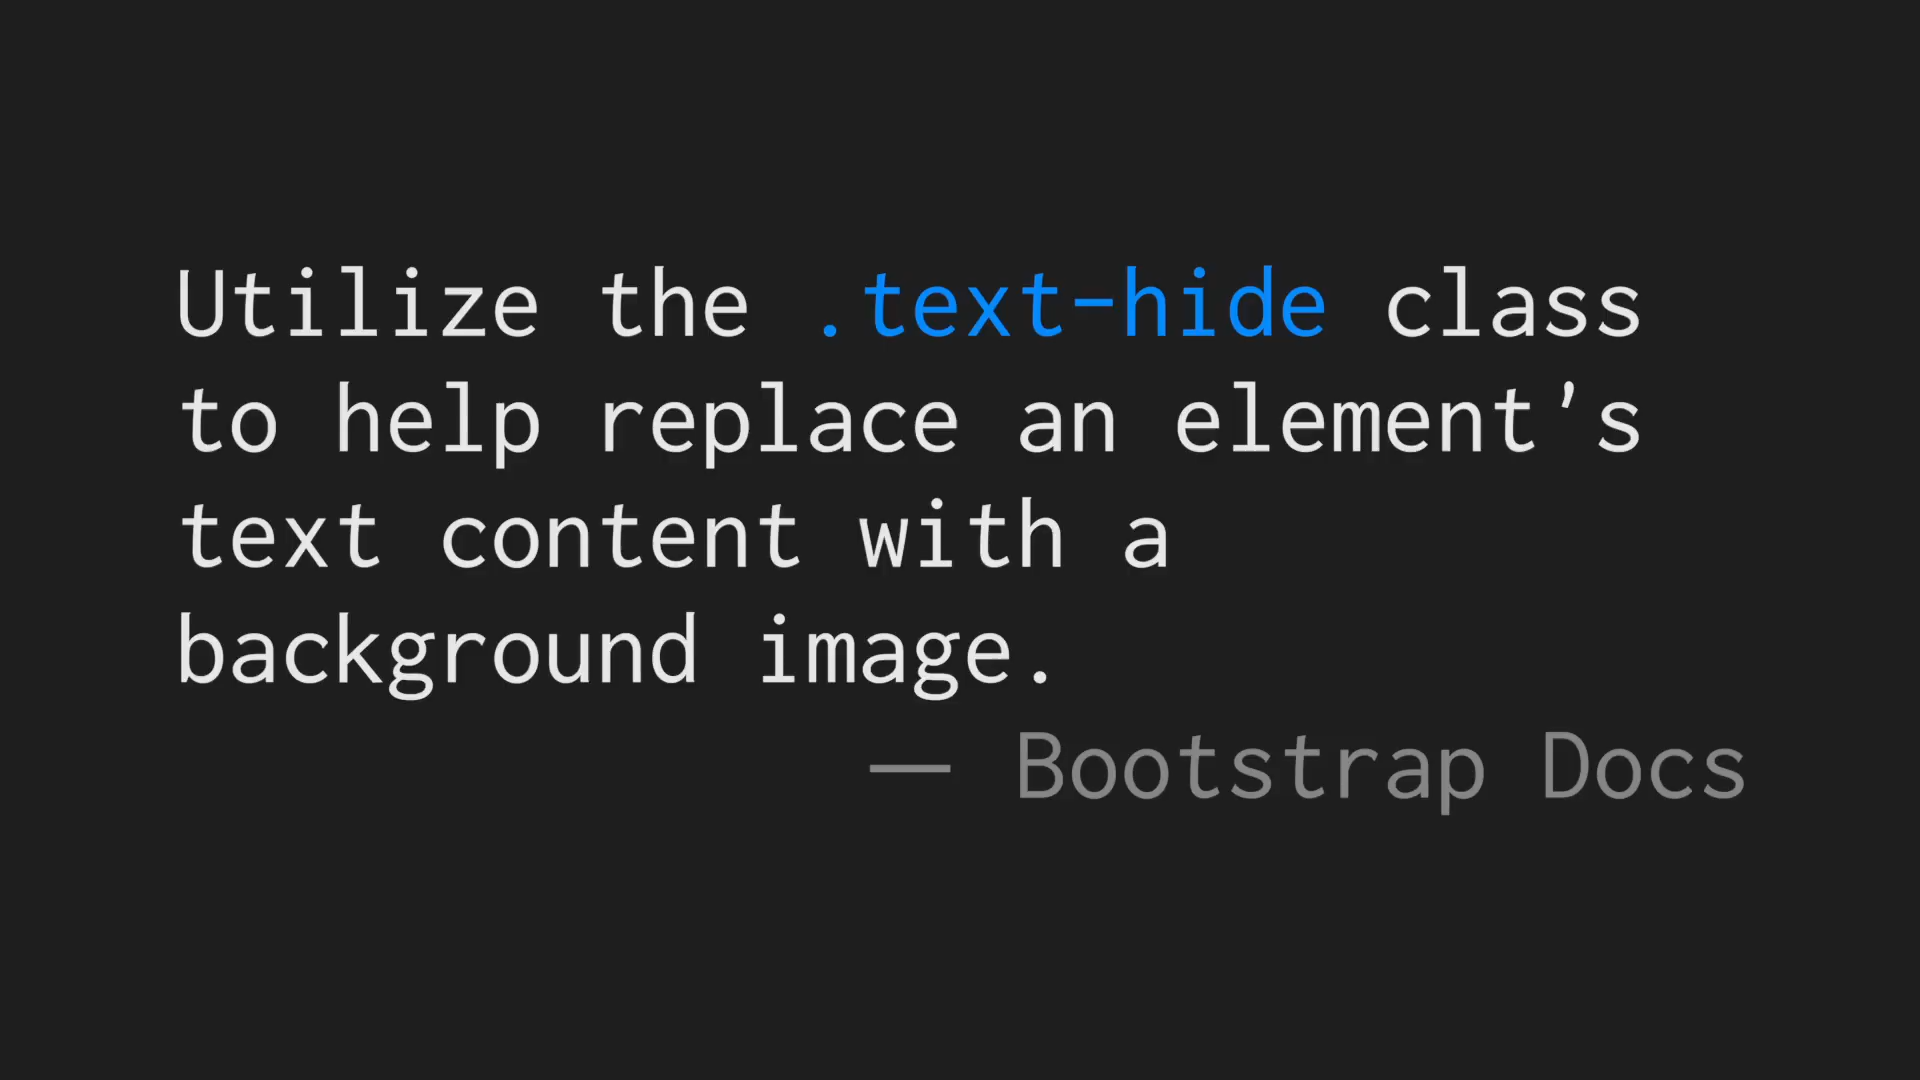 Utilize the .text-hide class
to help replace an element's
text content with a
background image.
— Bootstrap Docs